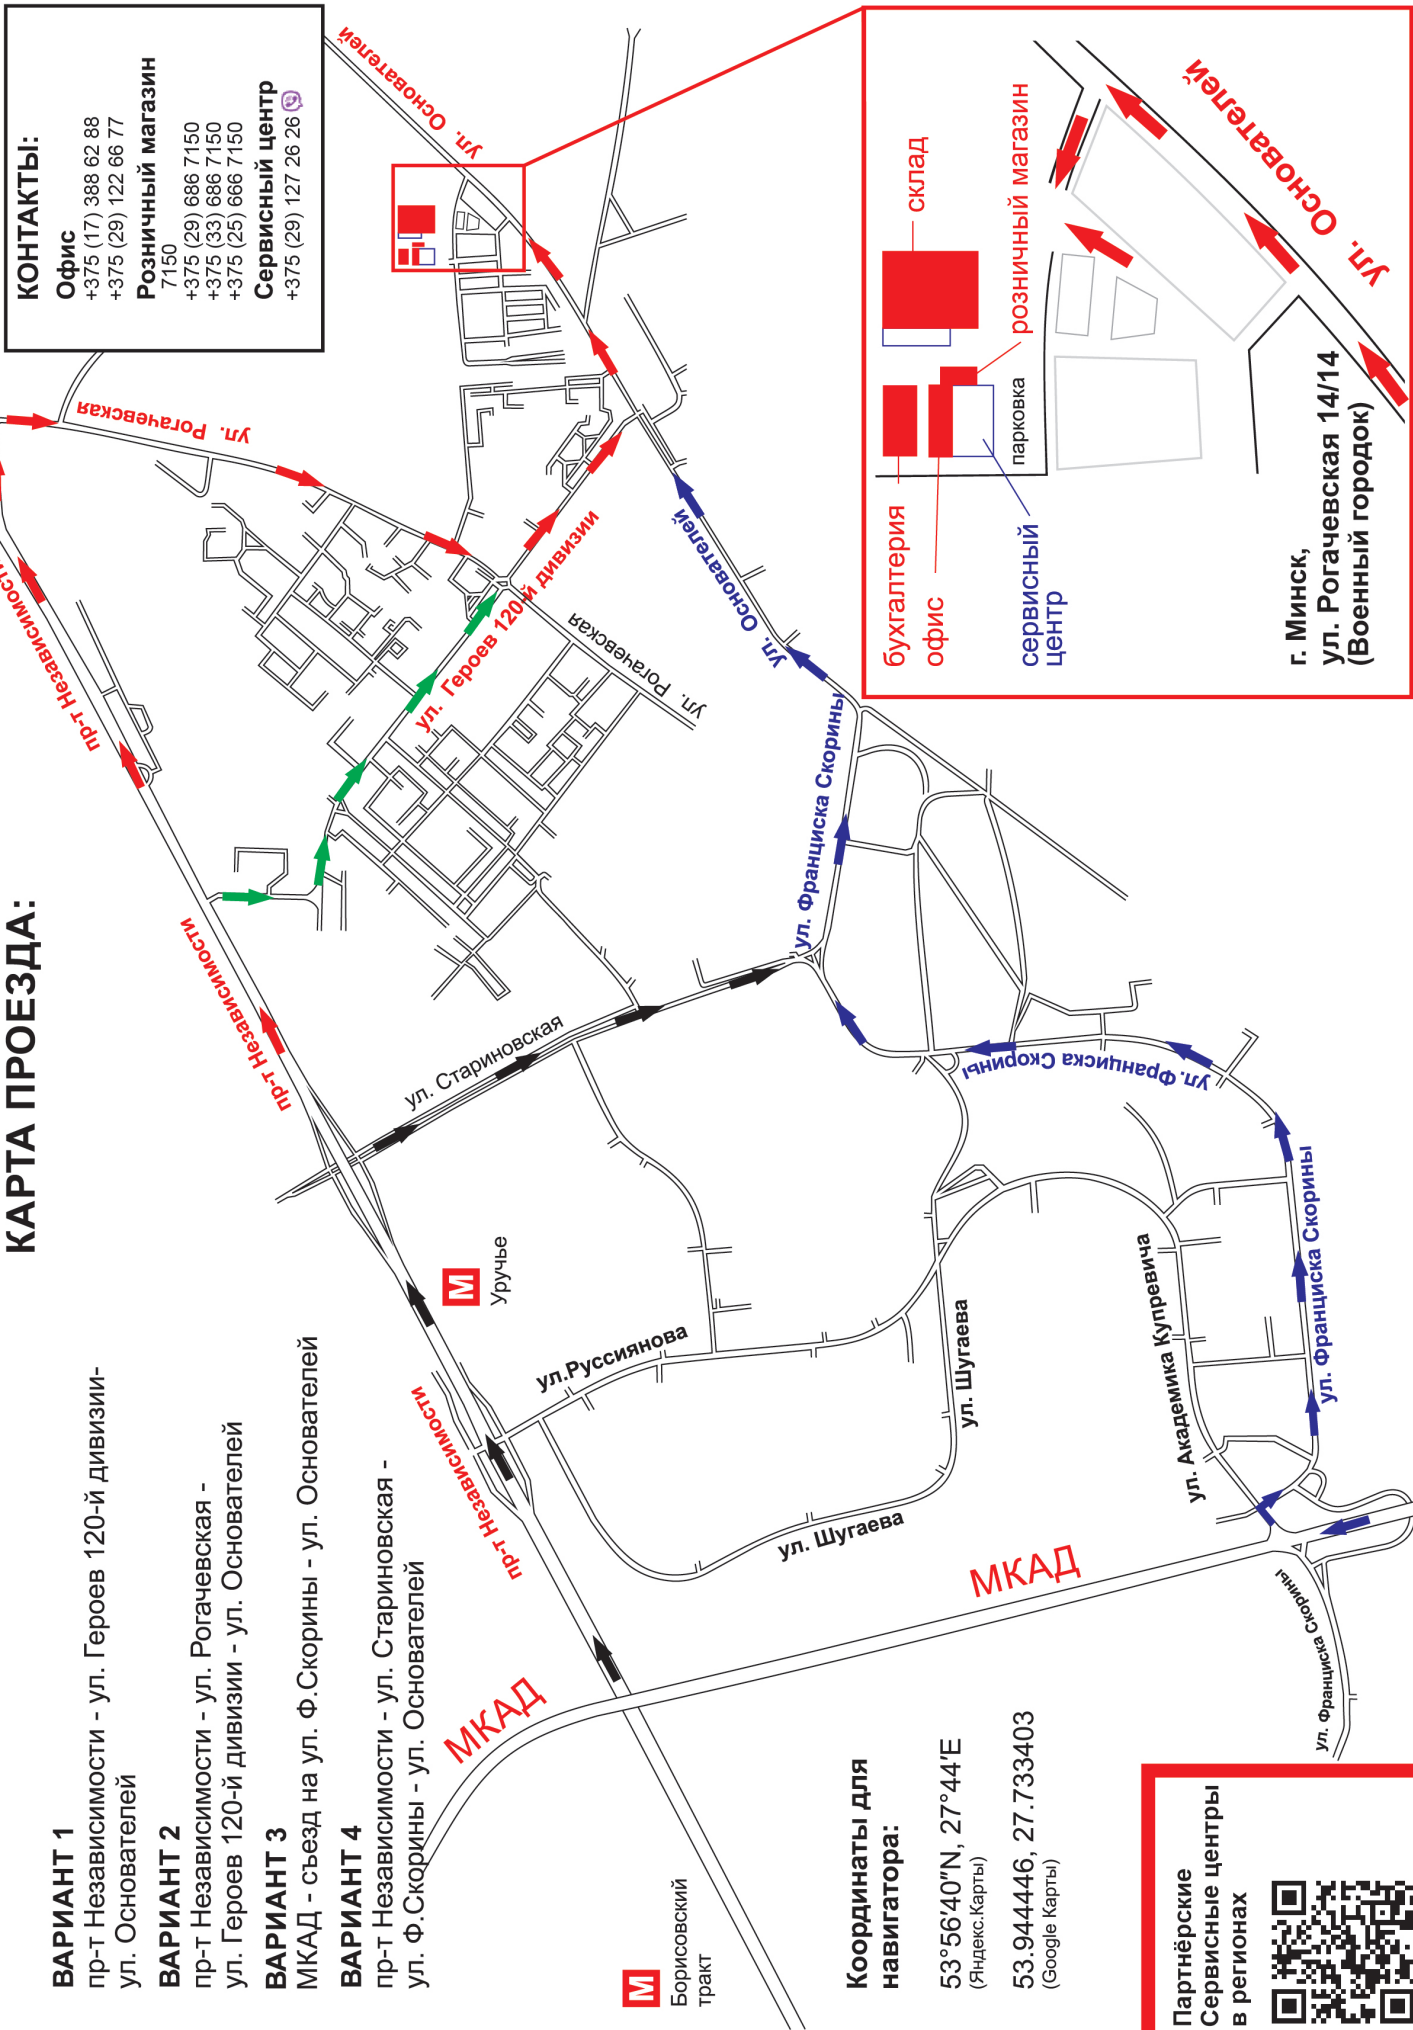 КАРТА ПРОЕЗДА:
ВАРИАНТ 1
пр-т Независимости - ул. Героев 120-й дивизии-
ул. Основателей
ВАРИАНТ 2
пр-т Независимости - ул. Рогачевская -
ул. Героев 120-й дивизии - ул. Основателей
ВАРИАНТ 3
МКАД - съезд на ул. Ф.Скорины - ул. Основателей
ВАРИАНТ 4
пр-т Независимости - ул. Стариновская -
ул. Ф.Скорины - ул. Основателей
КОНТАКТЫ:
Офис
+375 (17) 388 62 88
+375 (29) 122 66 77
Розничный магазин
7150
+375 (29) 686 7150
+375 (33) 686 7150
+375 (25) 666 7150
Сервисный центр
+375 (29) 127 26 26
М
Борисовский
тракт
М
Уручье
МКАД
МКАД
пр-т Независимости
пр-т Независимости
пр-т Независимости
ул. Рогачевская
ул. Рогачевская
ул. Героев 120-й дивизии
ул. Основателей
ул. Основателей
ул. Стариновская
ул.Руссиянова
ул. Шугаева
ул. Шугаева
ул. Академика Купревича
ул. Франциска Скорины
ул. Франциска Скорины
ул. Франциска Скорины
ул. Франциска Скорины
Координаты для
навигатора:
53°56'40"N, 27°44'E
(Яндекс.Карты)
53.944446, 27.733403
(Google Карты)
Партнёрские
Сервисные центры
в регионах
бухгалтерия
офис
склад
розничный магазин
парковка
сервисный
центр
ул. Основателей
г. Минск,
ул. Рогачевская 14/14
(Военный городок)